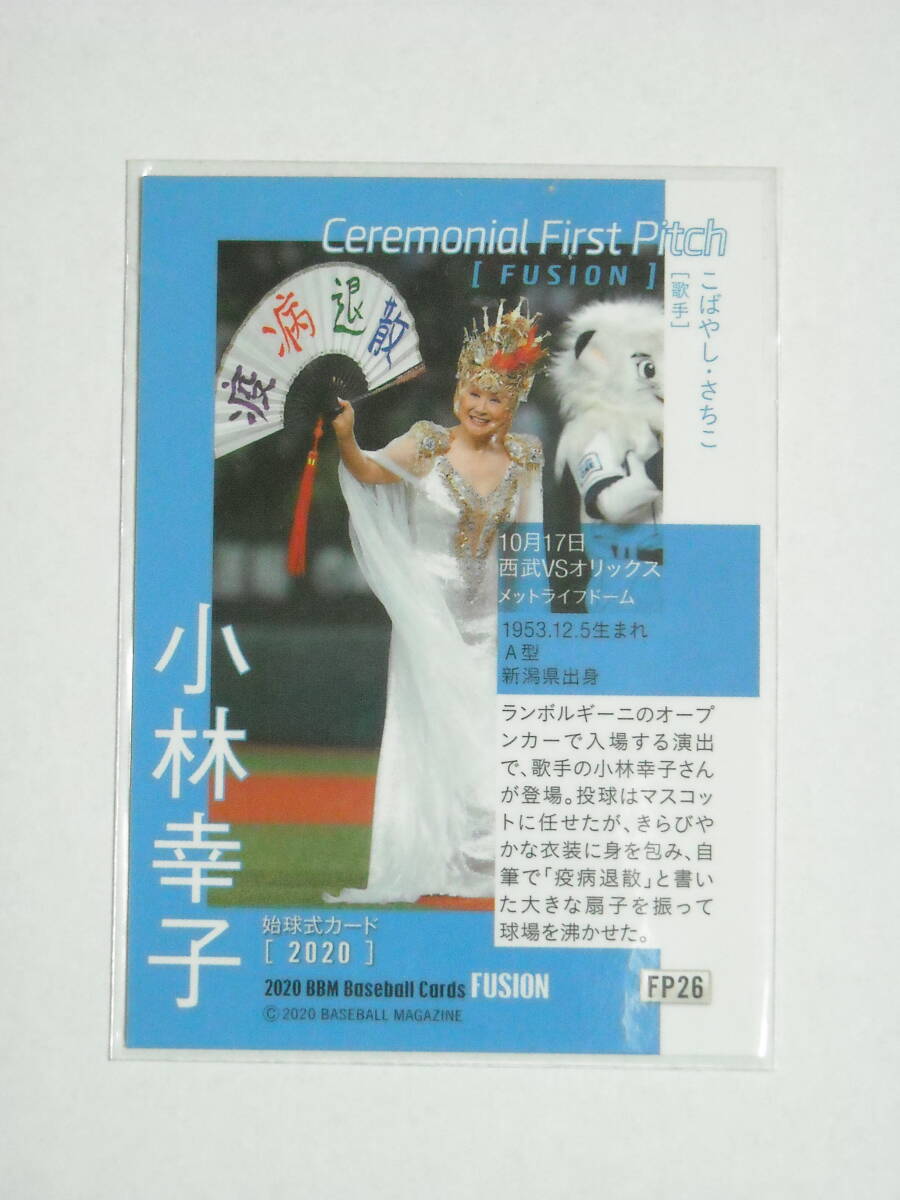 Ceremonial First Pitch
[ FUSION ]
こばやし・さちこ
[歌手]
疫病退散
小林幸子
10月17日
西武VSオリックス
メットライフドーム
1953.12.5生まれ
A型
新潟県出身
ランボルギーニのオープ
ンカーで入場する演出
で、歌手の小林幸子さん
が登場。投球はマスコッ
トに任せたが、きらびや
かな衣装に身を包み、自
筆で「疫病退散」と書い
た大きな扇子を振って
球場を沸かせた。
始球式カード
[ 2020 ]
2020 BBM Baseball Cards FUSION
© 2020 BASEBALL MAGAZINE
FP26